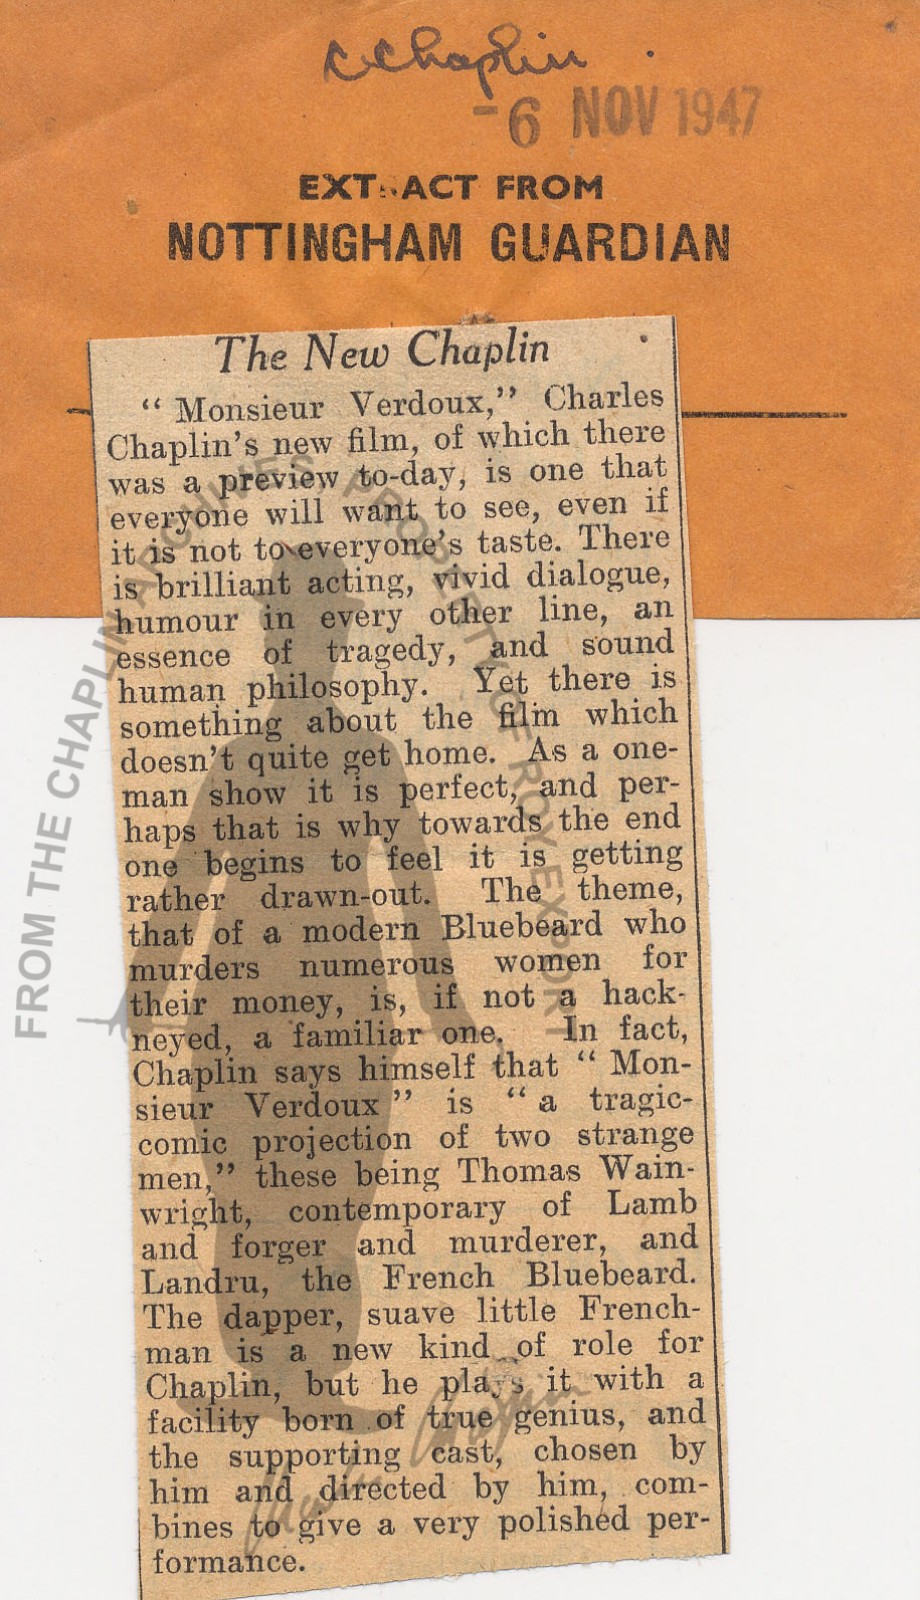 CChaplin
-6 NOV 1947
EXTRACT FROM
NOTTINGHAM GUARDIAN
The New Chaplin
“ Monsieur Verdoux,” Charles
Chaplin’s new film, of which there
was a preview to-day, is one that
everyone will want to see, even if
it is not to everyone’s taste. There
is brilliant acting, vivid dialogue,
humour in every other line, an
essence of tragedy, and sound
human philosophy. Yet there is
something about the film which
doesn’t quite get home. As a one-
man show it is perfect, and per-
haps that is why towards the end
one begins to feel it is getting
rather drawn-out. The theme,
that of a modern Bluebeard who
murders numerous women for
their money, is, if not a hack-
neyed, a familiar one. In fact,
Chaplin says himself that “ Mon-
sieur Verdoux ” is “ a tragic-
comic projection of two strange
men,” these being Thomas Wain-
wright, contemporary of Lamb
and forger and murderer, and
Landru, the French Bluebeard.
The dapper, suave little French-
man is a new kind of role for
Chaplin, but he plays it with a
facility born of true genius, and
the supporting cast, chosen by
him and directed by him, com-
bines to give a very polished per-
formance.
FROM THE CHAPLIN ARCHIVES PROPERTY OF ROY EXPORT
Charles Chaplin